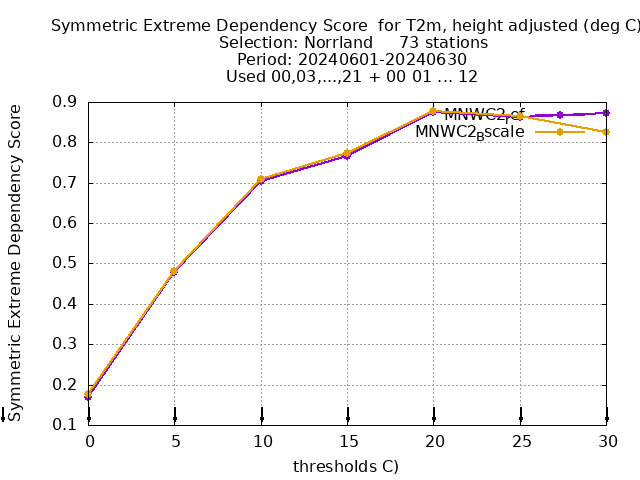 Symmetric Extreme Dependency Score for T2m, height adjusted (deg C)
Selection: Norrland 73 stations
Period: 20240601-20240630
Used 00,03,...,21 + 00 01 ... 12
Symmetric Extreme Dependency Score
0.9
0.8
0.7
0.6
0.5
0.4
0.3
0.2
0.1
MNWC2_ref
MNWC2_Bscale
0 5 10 15 20 25 30
thresholds C)